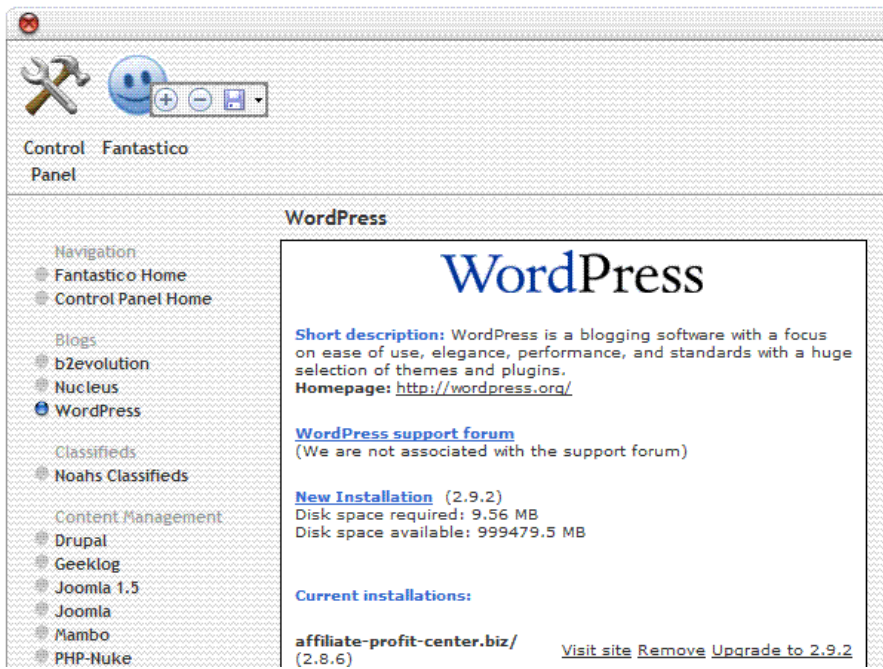 Control Panel
Fantastico
WordPress
Navigation
Fantastico Home
Control Panel Home
Blogs
b2evolution
Nucleus
WordPress
Classifieds
Noahs Classifieds
Content Management
Drupal
Geeklog
Joomla 1.5
Joomla
Mambo
PHP-Nuke
WordPress
Short description: WordPress is a blogging software with a focus
on ease of use, elegance, performance, and standards with a huge
selection of themes and plugins.
Homepage: http://wordpress.org/
WordPress support forum
(We are not associated with the support forum)
New Installation (2.9.2)
Disk space required: 9.56 MB
Disk space available: 999479.5 MB
Current installations:
affiliate-profit-center.biz/
(2.8.6)
Visit site Remove Upgrade to 2.9.2